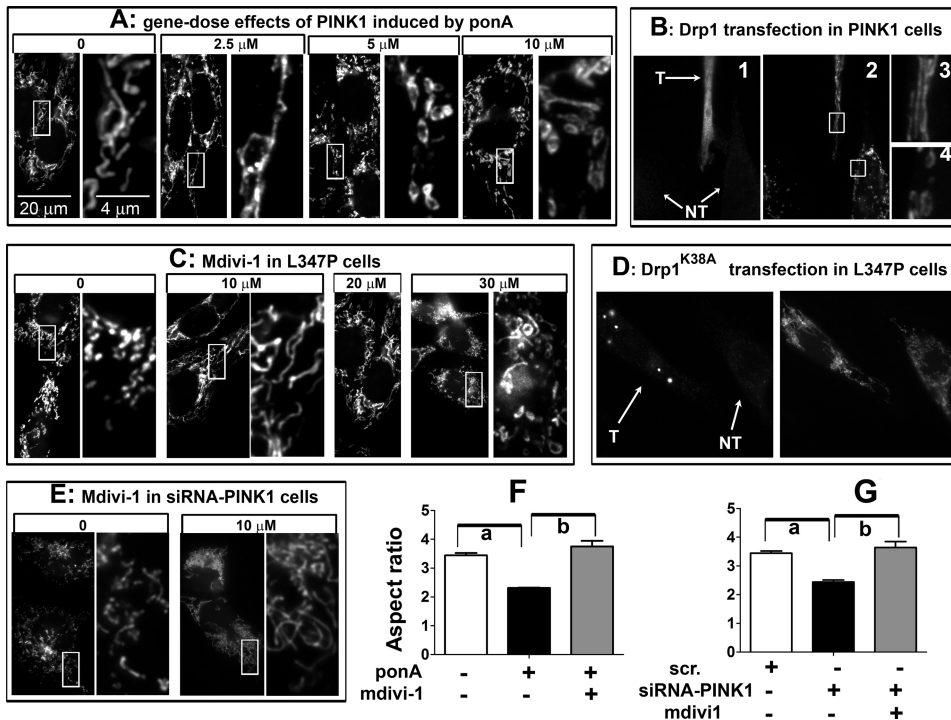 A: gene-dose effects of PINK1 induced by ponA
0
2.5 μM
5 μM
10 μM
20 μm
4 μm
B: Drp1 transfection in PINK1 cells
T
1
2
3
4
NT
C: Mdivi-1 in L347P cells
0
10 μM
20 μM
30 μM
D: Drp1K38A transfection in L347P cells
T
NT
E: Mdivi-1 in siRNA-PINK1 cells
0
10 μM
F
a
b
5
4
3
2
1
0
Aspect ratio
ponA - + +
mdivi-1 - - +
G
a
b
5
4
3
2
1
0
scr. + - -
siRNA-PINK1 - + +
mdivi1 - - +